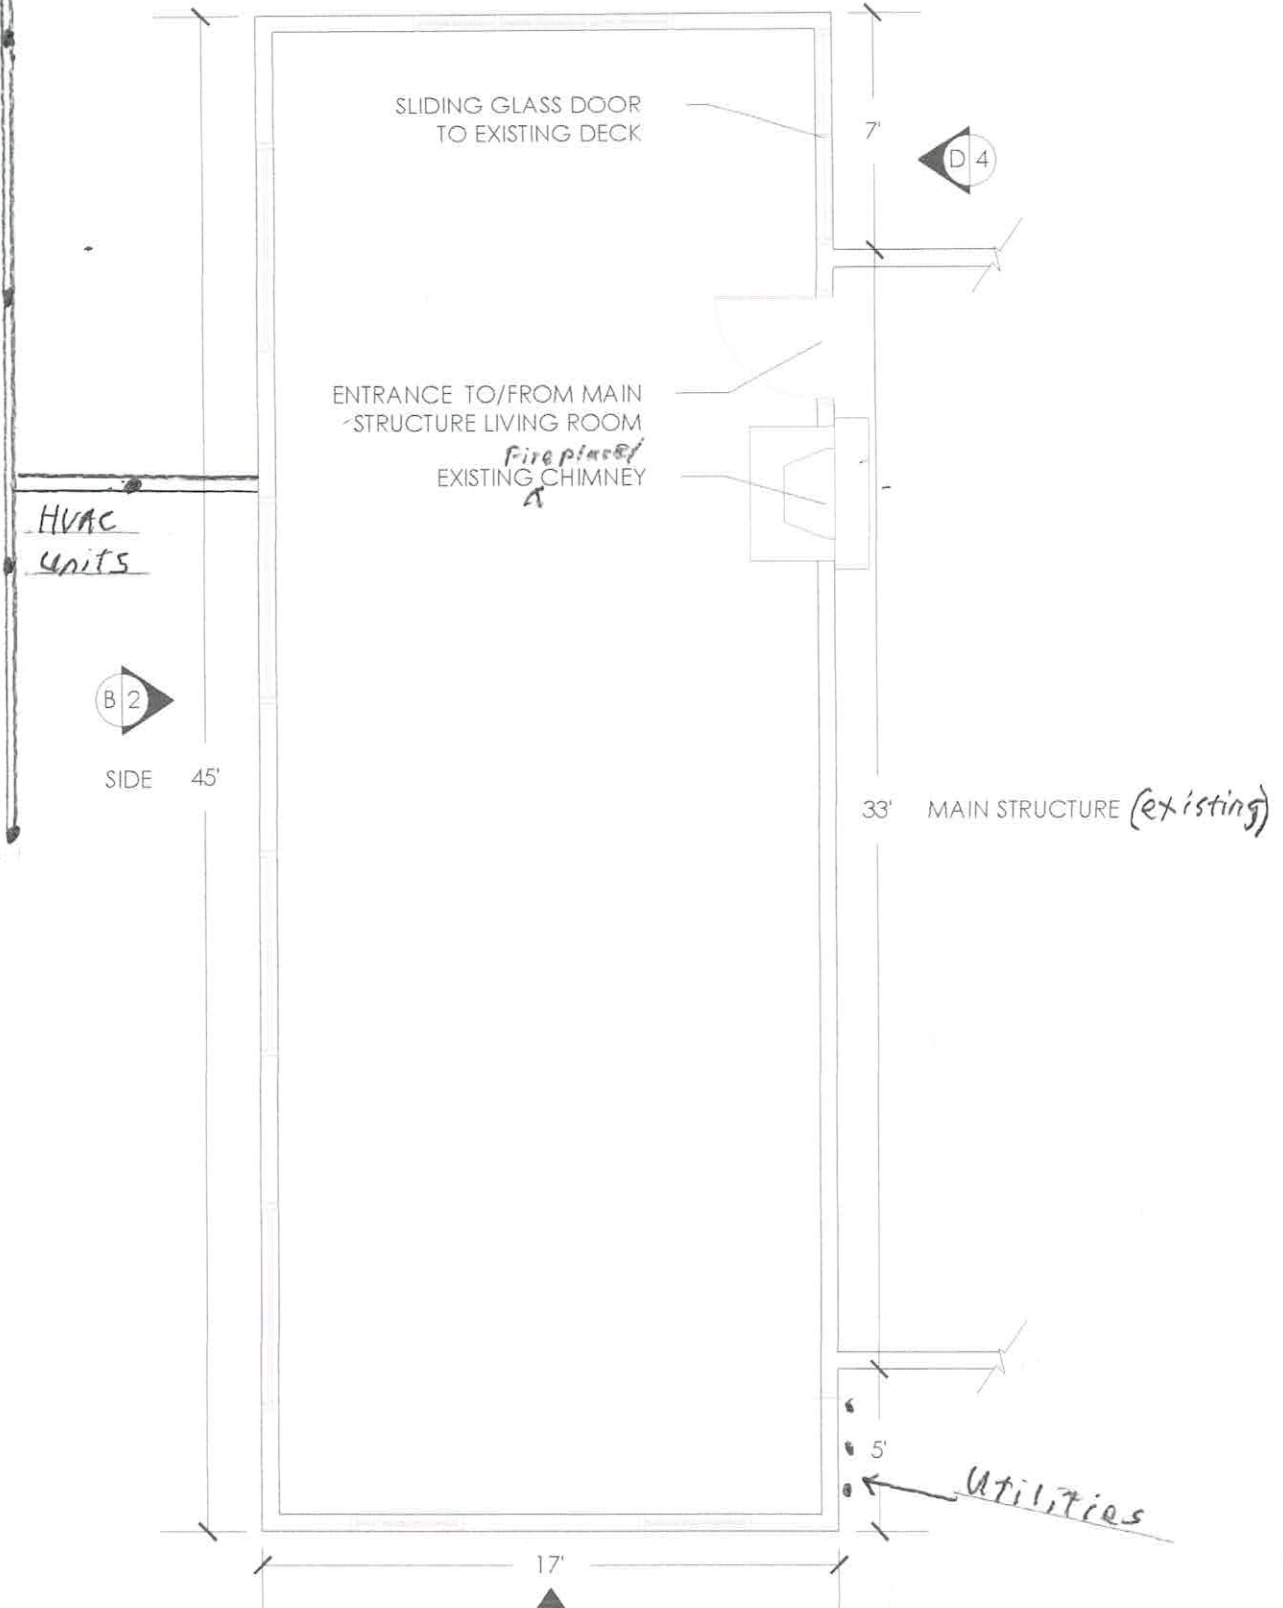 SLIDING GLASS DOOR
TO EXISTING DECK
7'
D 4
ENTRANCE TO/FROM MAIN
STRUCTURE LIVING ROOM
Fireplace/
EXISTING CHIMNEY
HVAC
Units
B 2
SIDE 45'
33' MAIN STRUCTURE (existing)
5'
Utilities
17'